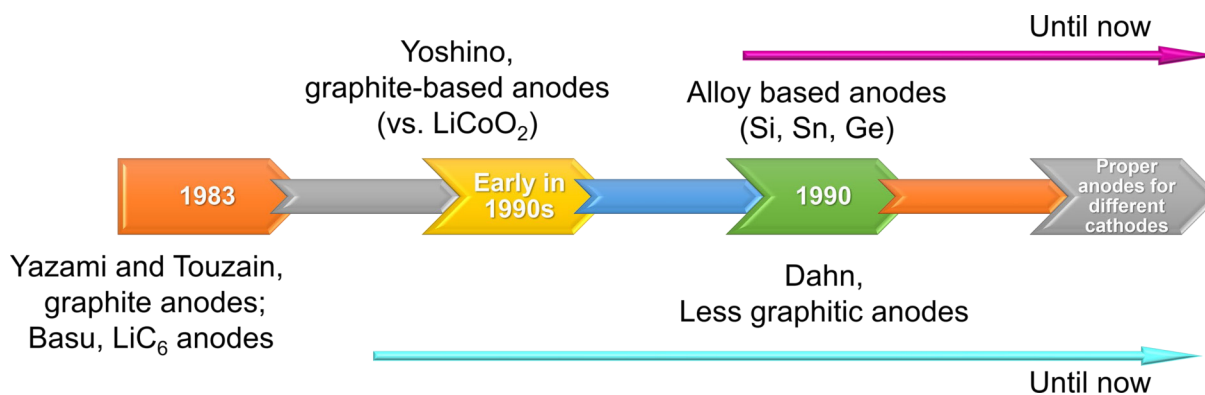 Until now
Yoshino,
graphite-based anodes
(vs. LiCoO₂)
Alloy based anodes
(Si, Sn, Ge)
1983
Early in
1990s
1990
Proper
anodes for
different
cathodes
Yazami and Touzain,
graphite anodes;
Basu, LiC₆ anodes
Dahn,
Less graphitic anodes
Until now